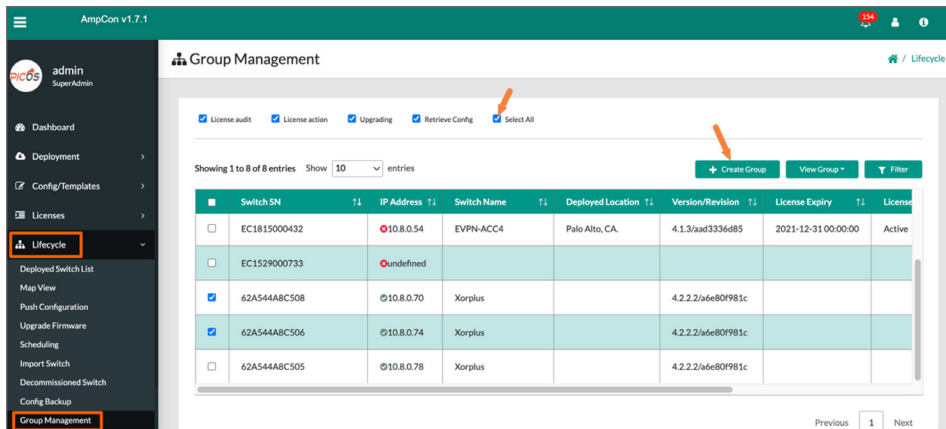 AmpCon v1.7.1
154
PICOS
admin
SuperAdmin
Group Management
/ Lifecycle
License audit License action Upgrading Retrieve Config Select All
Dashboard
Deployment
Config/Templates
Licenses
Lifecycle
Deployed Switch List
Map View
Push Configuration
Upgrade Firmware
Scheduling
Import Switch
Decommissioned Switch
Config Backup
Group Management
Showing 1 to 8 of 8 entries Show 10 entries
+ Create Group View Group Filter
Switch SN IP Address Switch Name Deployed Location Version/Revision License Expiry License
EC1815000432 10.8.0.54 EVPN-ACC4 Palo Alto, CA. 4.1.3/aad3336d85 2021-12-31 00:00:00 Active
EC1529000733 undefined
62A544A8C508 10.8.0.70 Xorplus 4.2.2.2/a6e80f981c
62A544A8C506 10.8.0.74 Xorplus 4.2.2.2/a6e80f981c
62A544A8C505 10.8.0.78 Xorplus 4.2.2.2/a6e80f981c
Previous 1 Next